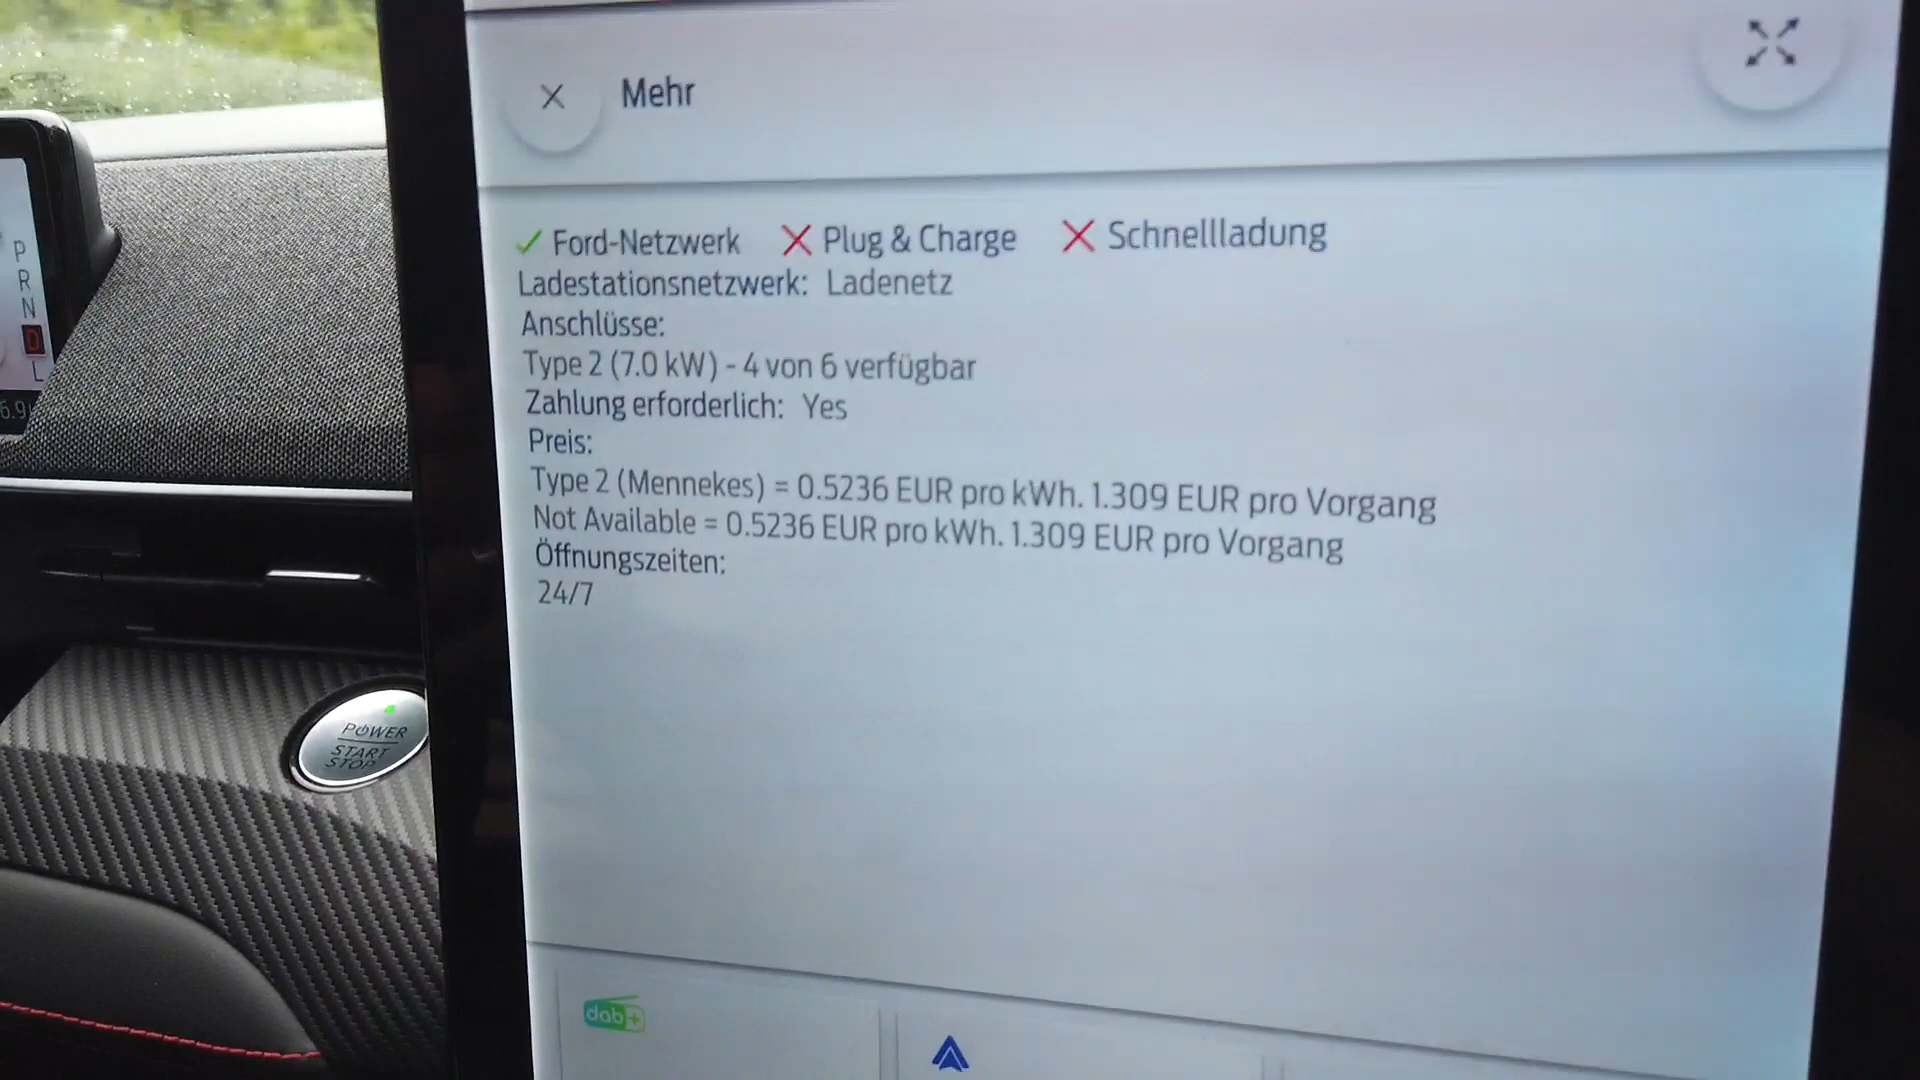 Mehr
Ford-Netzwerk Plug & Charge Schnellladung
Ladestationsnetzwerk: Ladenetz
Anschlüsse:
Type 2 (7.0 kW) - 4 von 6 verfügbar
Zahlung erforderlich: Yes
Preis:
Type 2 (Mennekes) = 0.5236 EUR pro kWh. 1.309 EUR pro Vorgang
Not Available = 0.5236 EUR pro kWh. 1.309 EUR pro Vorgang
Öffnungszeiten:
24/7
P
R
N
D
L
6.9
POWER
START
STOP
dab+